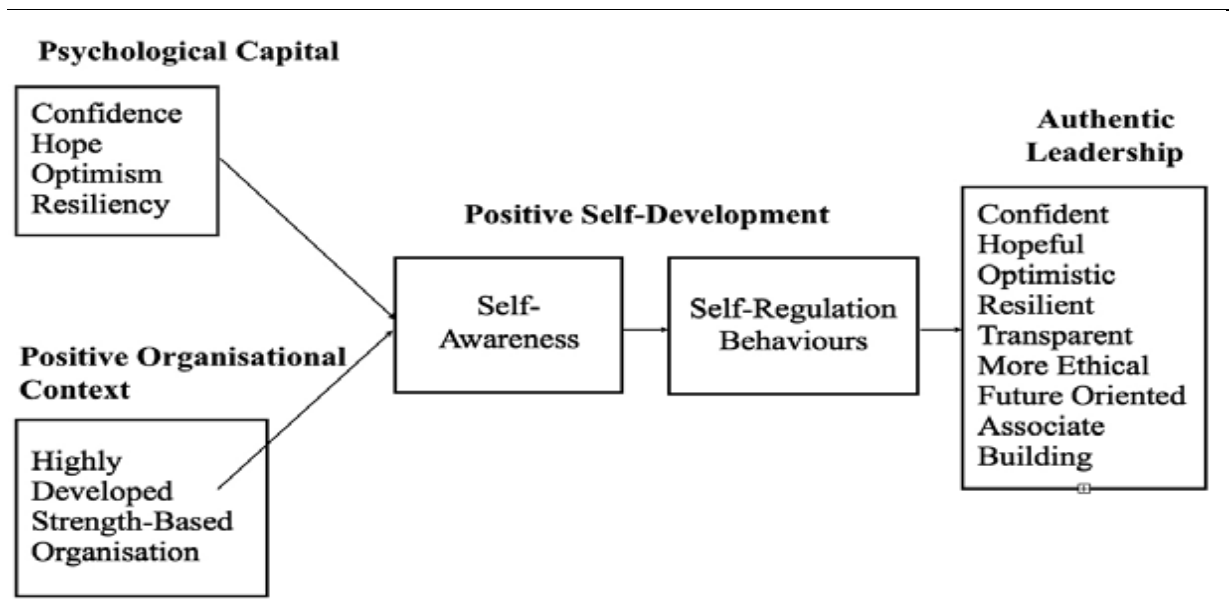 Psychological Capital
Confidence
Hope
Optimism
Resiliency
Positive Organisational
Context
Highly
Developed
Strength-Based
Organisation
Positive Self-Development
Self-
Awareness
Self-Regulation
Behaviours
Authentic
Leadership
Confident
Hopeful
Optimistic
Resilient
Transparent
More Ethical
Future Oriented
Associate
Building